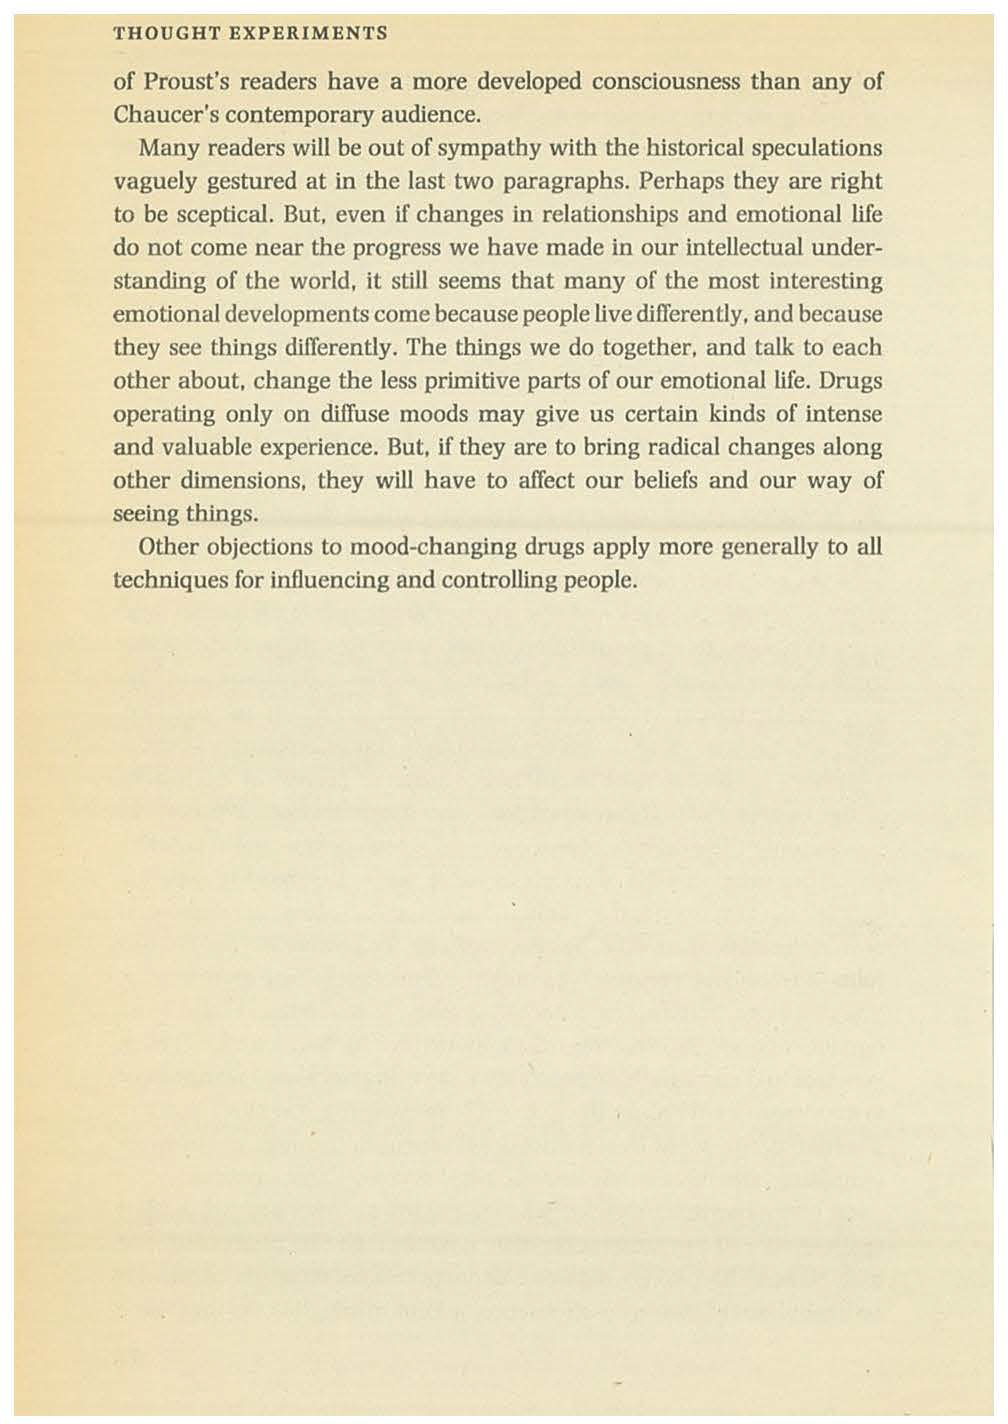 THOUGHT EXPERIMENTS
of Proust's readers have a more developed consciousness than any of
Chaucer's contemporary audience.
Many readers will be out of sympathy with the historical speculations
vaguely gestured at in the last two paragraphs. Perhaps they are right
to be sceptical. But, even if changes in relationships and emotional life
do not come near the progress we have made in our intellectual under-
standing of the world, it still seems that many of the most interesting
emotional developments come because people live differently, and because
they see things differently. The things we do together, and talk to each
other about, change the less primitive parts of our emotional life. Drugs
operating only on diffuse moods may give us certain kinds of intense
and valuable experience. But, if they are to bring radical changes along
other dimensions, they will have to affect our beliefs and our way of
seeing things.
Other objections to mood-changing drugs apply more generally to all
techniques for influencing and controlling people.